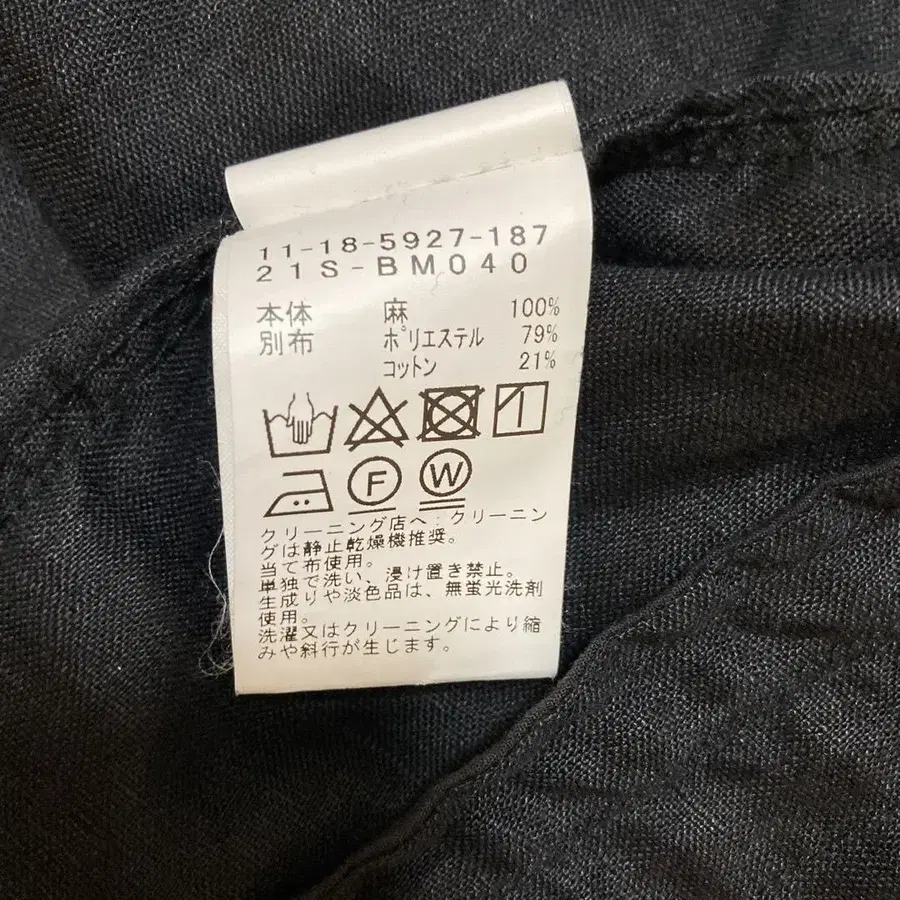 11-18-5927-187
21S-BM040
本体 麻 100%
別布 ポリエステル 79%
コットン 21%
F W
クリーニング店へ:クリーニン
グは静止乾燥機推奨。
当て布使用。
単独で洗い、浸け置き禁止。
生成りや淡色品は、無蛍光洗剤
使用。
洗濯又はクリーニングにより縮
みや斜行が生じます。